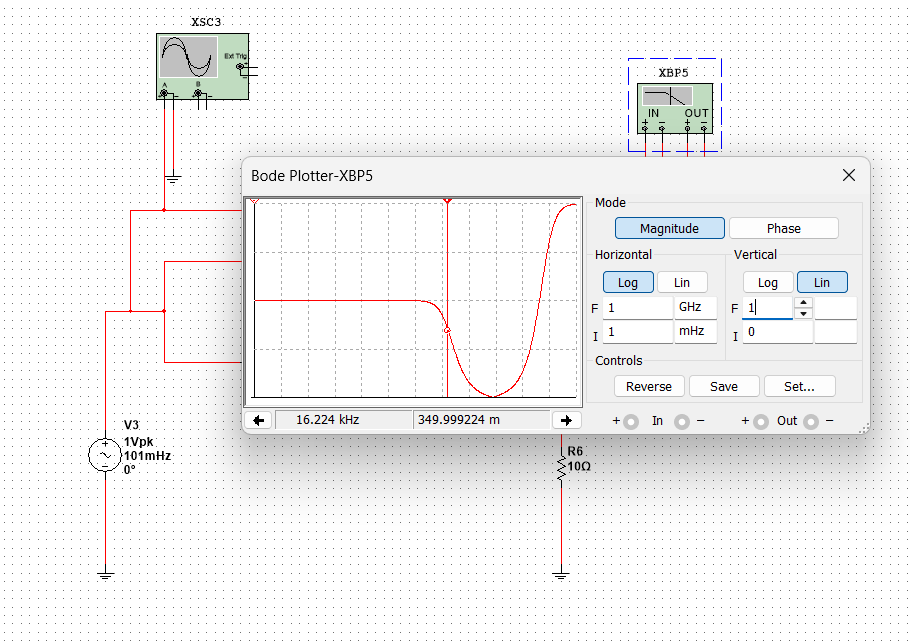 XSC3
Ext Trig
+
−
A
B
+ − + −
XBP5
IN OUT
+ − + −
Bode Plotter-XBP5
Mode
Magnitude Phase
Horizontal Vertical
Log Lin Log Lin
F 1 GHz F 1
I 1 mHz I 0
Controls
Reverse Save Set...
16.224 kHz 349.999224 m
+ In − + Out −
V3
1Vpk
101mHz
0°
R6
10Ω